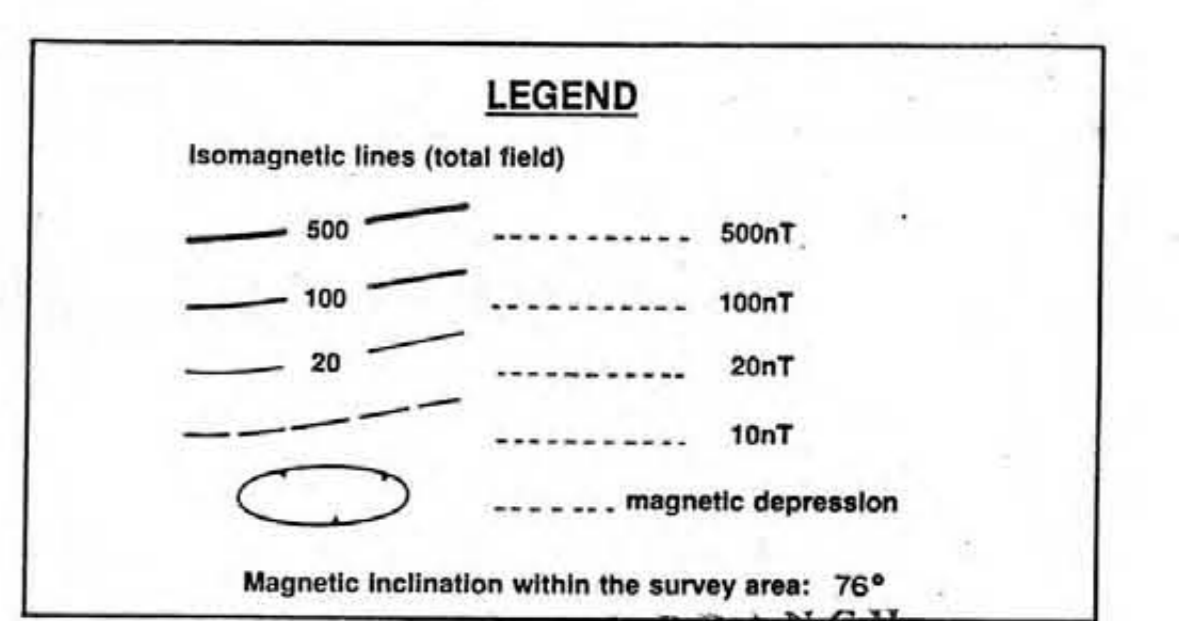 LEGEND
Isomagnetic lines (total field)
500 500nT
100 100nT
20 20nT
10nT
magnetic depression
Magnetic inclination within the survey area: 76°